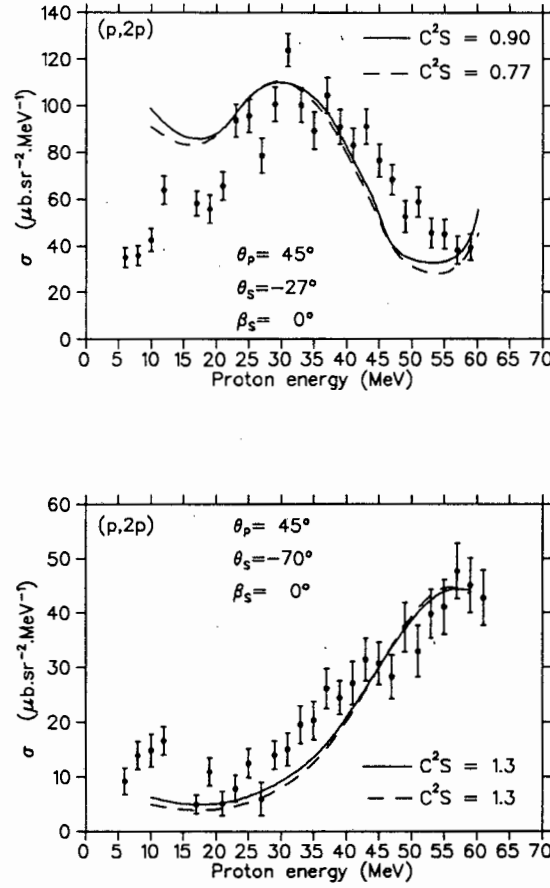 140
(p,2p)
C²S = 0.90
120
C²S = 0.77
100
80
60
40
20
0
σ (μb.sr⁻².MeV⁻¹)
θₚ= 45°
θₛ=−27°
βₛ= 0°
0 5 10 15 20 25 30 35 40 45 50 55 60 65 70
Proton energy (MeV)
60
(p,2p)
θₚ= 45°
θₛ=−70°
50
βₛ= 0°
40
30
20
10
0
σ (μb.sr⁻².MeV⁻¹)
C²S = 1.3
C²S = 1.3
0 5 10 15 20 25 30 35 40 45 50 55 60 65 70
Proton energy (MeV)